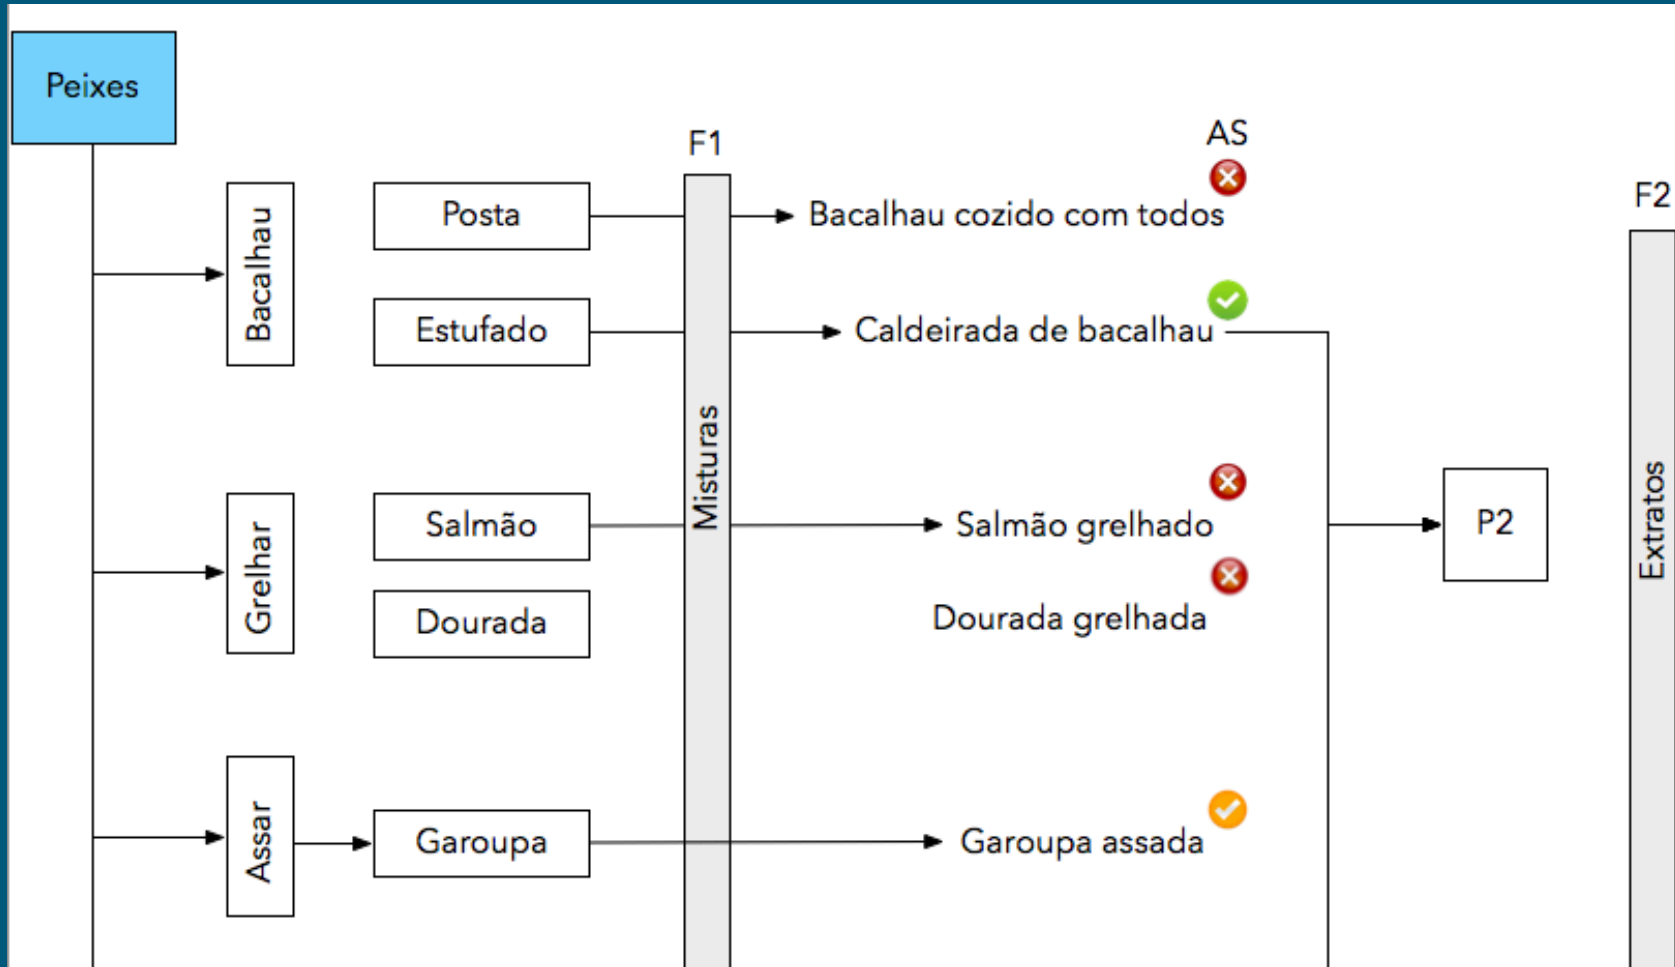 Peixes
F1
AS
F2
Bacalhau
Posta
Bacalhau cozido com todos
Estufado
Caldeirada de bacalhau
Misturas
Extratos
Grelhar
Salmão
Salmão grelhado
P2
Dourada
Dourada grelhada
Assar
Garoupa
Garoupa assada